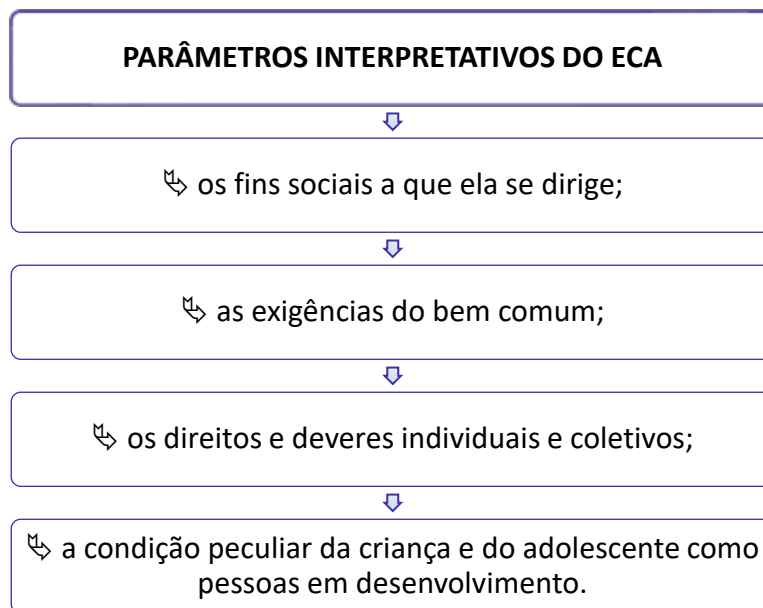 PARÂMETROS INTERPRETATIVOS DO ECA
↳ os fins sociais a que ela se dirige;
↳ as exigências do bem comum;
↳ os direitos e deveres individuais e coletivos;
↳ a condição peculiar da criança e do adolescente como
pessoas em desenvolvimento.